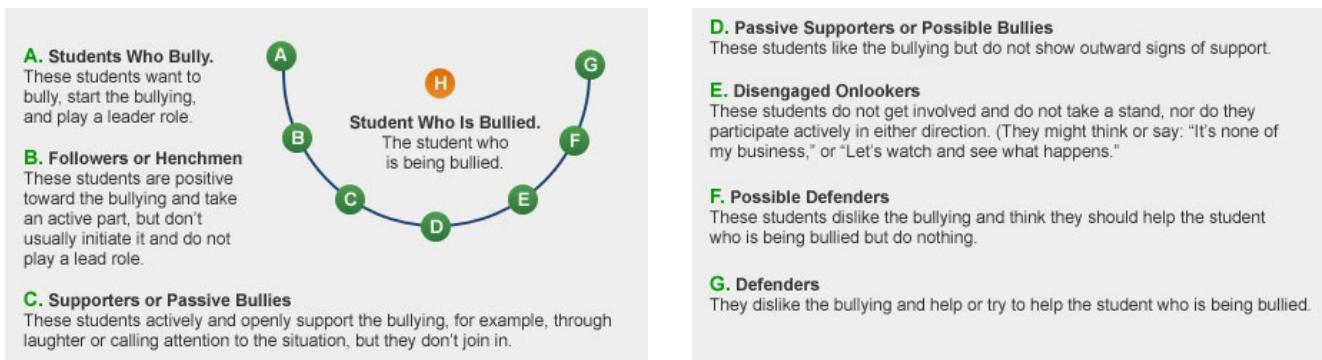 A. Students Who Bully.
These students want to
bully, start the bullying,
and play a leader role.
B. Followers or Henchmen
These students are positive
toward the bullying and take
an active part, but don't
usually initiate it and do not
play a lead role.
C. Supporters or Passive Bullies
These students actively and openly support the bullying, for example, through
laughter or calling attention to the situation, but they don't join in.
A
B
C
D
E
F
G
H
Student Who Is Bullied.
The student who
is being bullied.
D. Passive Supporters or Possible Bullies
These students like the bullying but do not show outward signs of support.
E. Disengaged Onlookers
These students do not get involved and do not take a stand, nor do they
participate actively in either direction. (They might think or say: “It’s none of
my business,” or “Let’s watch and see what happens.”
F. Possible Defenders
These students dislike the bullying and think they should help the student
who is being bullied but do nothing.
G. Defenders
They dislike the bullying and help or try to help the student who is being bullied.